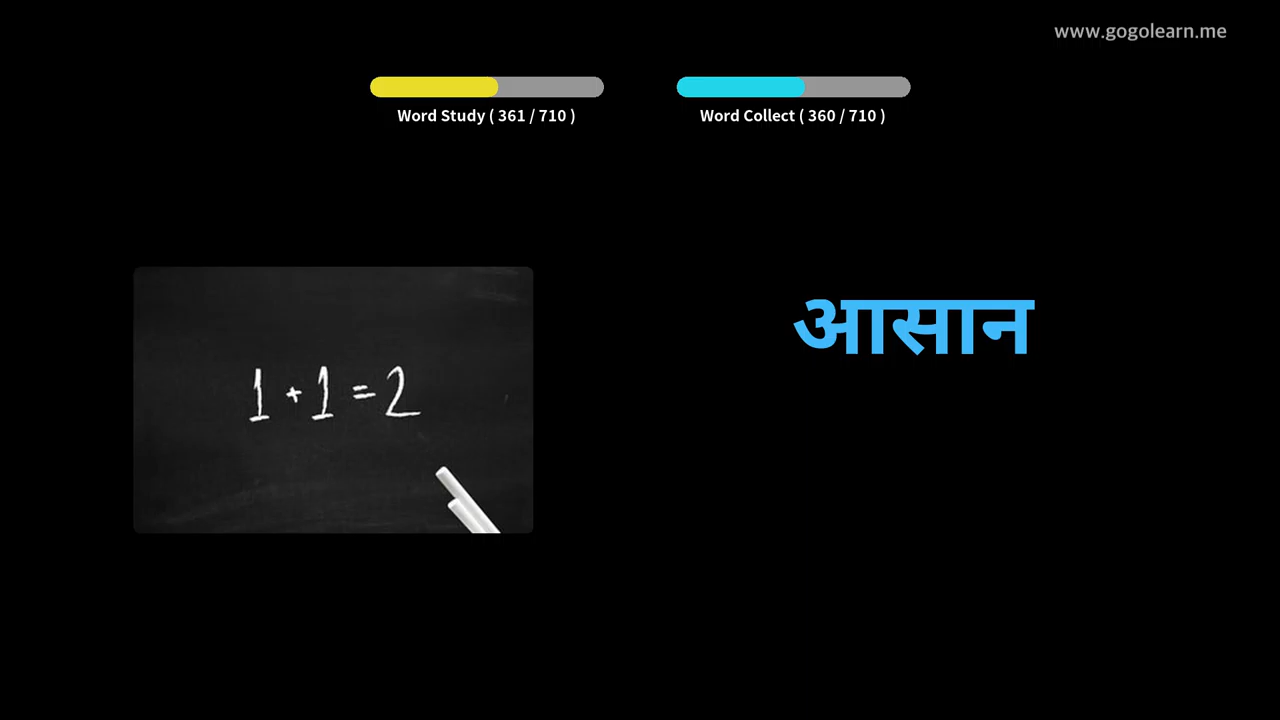 www.gogolearn.me
Word Study ( 361 / 710 )
Word Collect ( 360 / 710 )
1 + 1 = 2
आसान